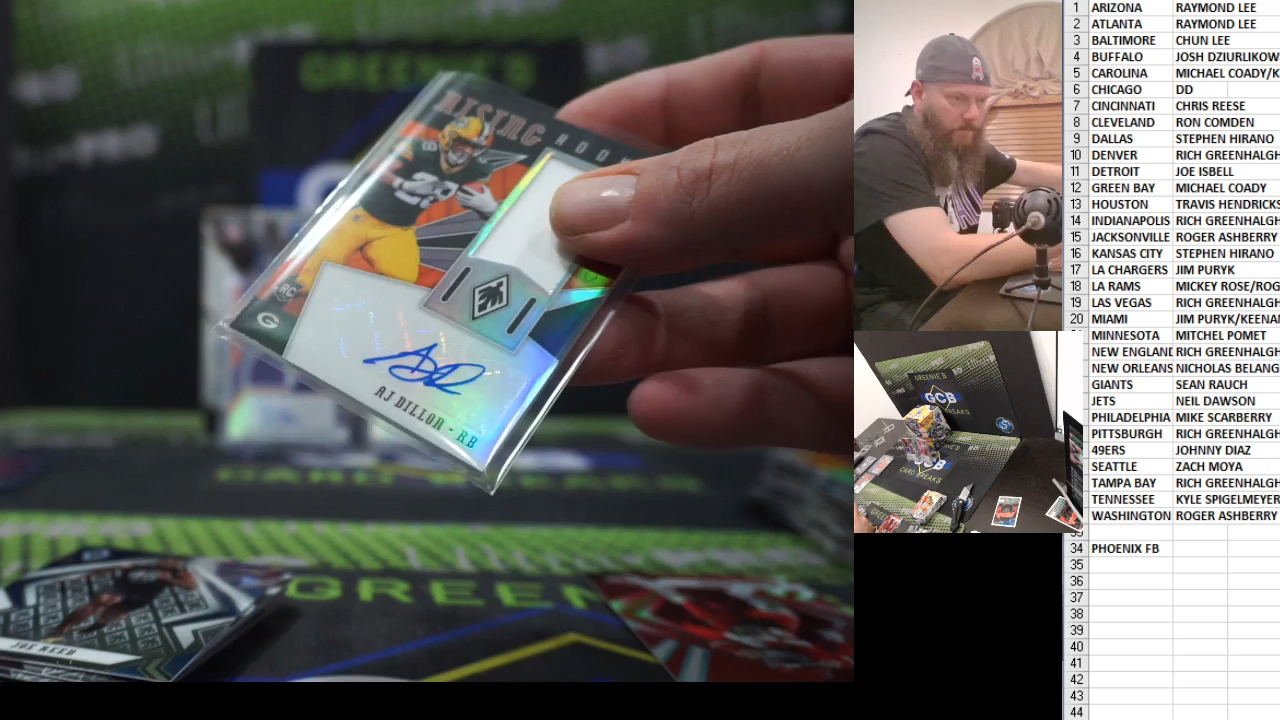 GREENIE'S
RISING ROOK
28
RC
G
AJ DILLON - RB
CARD BREAKERS
GREEN
JOE REED
GREENIE'S
GCB
CARD BREAKS
1 ARIZONA RAYMOND LEE
2 ATLANTA RAYMOND LEE
3 BALTIMORE CHUN LEE
4 BUFFALO JOSH DZIURLIKOW
5 CAROLINA MICHAEL COADY/K
6 CHICAGO DD
7 CINCINNATI CHRIS REESE
8 CLEVELAND RON COMDEN
9 DALLAS STEPHEN HIRANO
10 DENVER RICH GREENHALGH
11 DETROIT JOE ISBELL
12 GREEN BAY MICHAEL COADY
13 HOUSTON TRAVIS HENDRICKS
14 INDIANAPOLIS RICH GREENHALGH
15 JACKSONVILLE ROGER ASHBERRY
16 KANSAS CITY STEPHEN HIRANO
17 LA CHARGERS JIM PURYK
18 LA RAMS MICKEY ROSE/ROG
19 LAS VEGAS RICH GREENHALGH
20 MIAMI JIM PURYK/KEENAN
MINNESOTA MITCHEL POMET
NEW ENGLAND RICH GREENHALGH
NEW ORLEANS NICHOLAS BELANG
GIANTS SEAN RAUCH
JETS NEIL DAWSON
PHILADELPHIA MIKE SCARBERRY
PITTSBURGH RICH GREENHALGH
49ERS JOHNNY DIAZ
SEATTLE ZACH MOYA
TAMPA BAY RICH GREENHALGH
TENNESSEE KYLE SPIGELMEYER
WASHINGTON ROGER ASHBERRY
34 PHOENIX FB
35
36
37
38
39
40
41
42
43
44